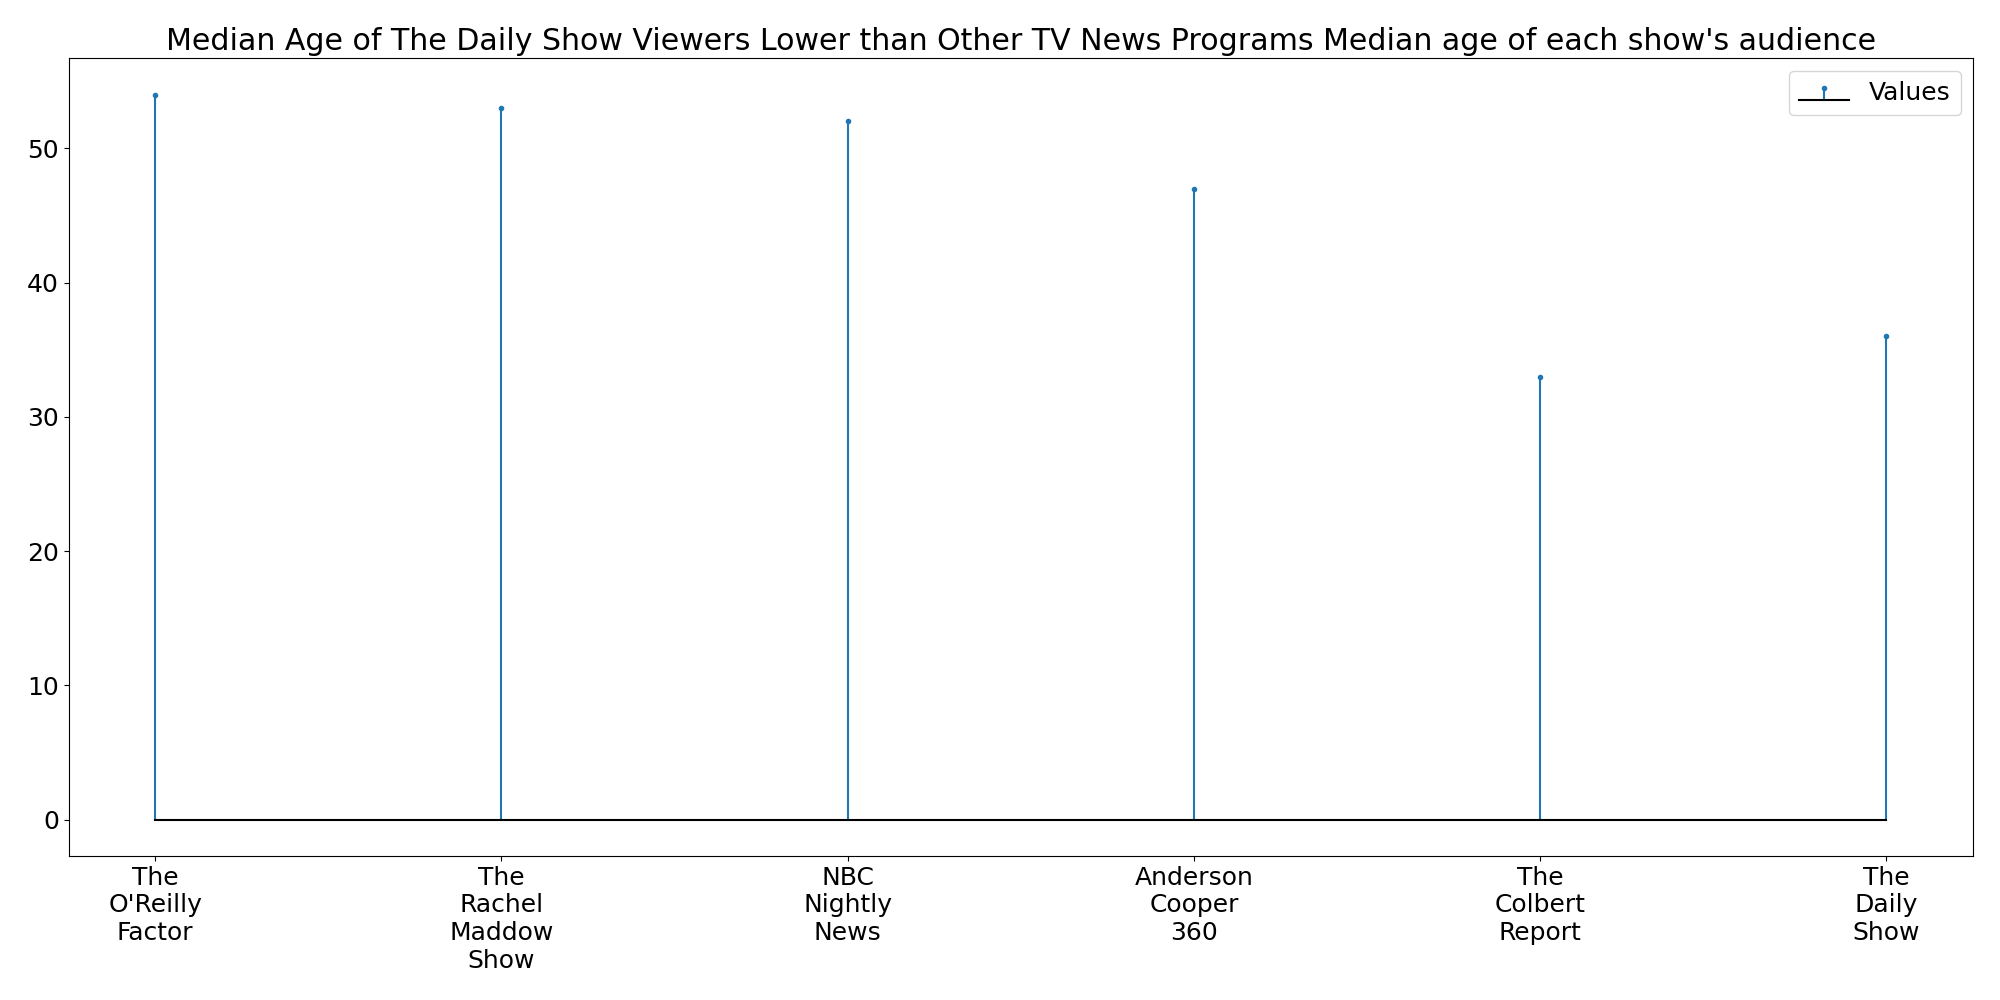 Median Age of The Daily Show Viewers Lower than Other TV News Programs Median age of each show's audience
Values
50
40
30
20
10
0
The
O'Reilly
Factor
The
Rachel
Maddow
Show
NBC
Nightly
News
Anderson
Cooper
360
The
Colbert
Report
The
Daily
Show